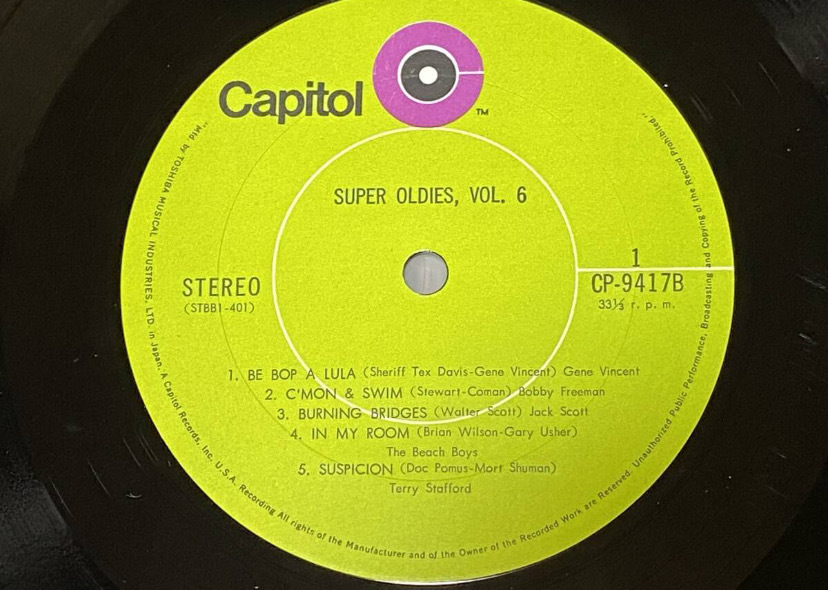 Capitol
TM
SUPER OLDIES, VOL. 6
STEREO
(STBB1-401)
1
CP-9417B
33⅓ r. p. m.
1. BE BOP A LULA (Sheriff Tex Davis-Gene Vincent) Gene Vincent
2. C'MON & SWIM (Stewart-Coman) Bobby Freeman
3. BURNING BRIDGES (Walter Scott) Jack Scott
4. IN MY ROOM (Brian Wilson-Gary Usher)
The Beach Boys
5. SUSPICION (Doc Pomus-Mort Shuman)
Terry Stafford
"Mfd. by TOSHIBA MUSICAL INDUSTRIES, LTD. in Japan. A Capitol Records, Inc. U.S.A. Recording All rights of the Manufacturer and of the Owner of the Recorded Work are Reserved. Unauthorized Public Performance, Broadcasting and Copying of the Record Prohibited."